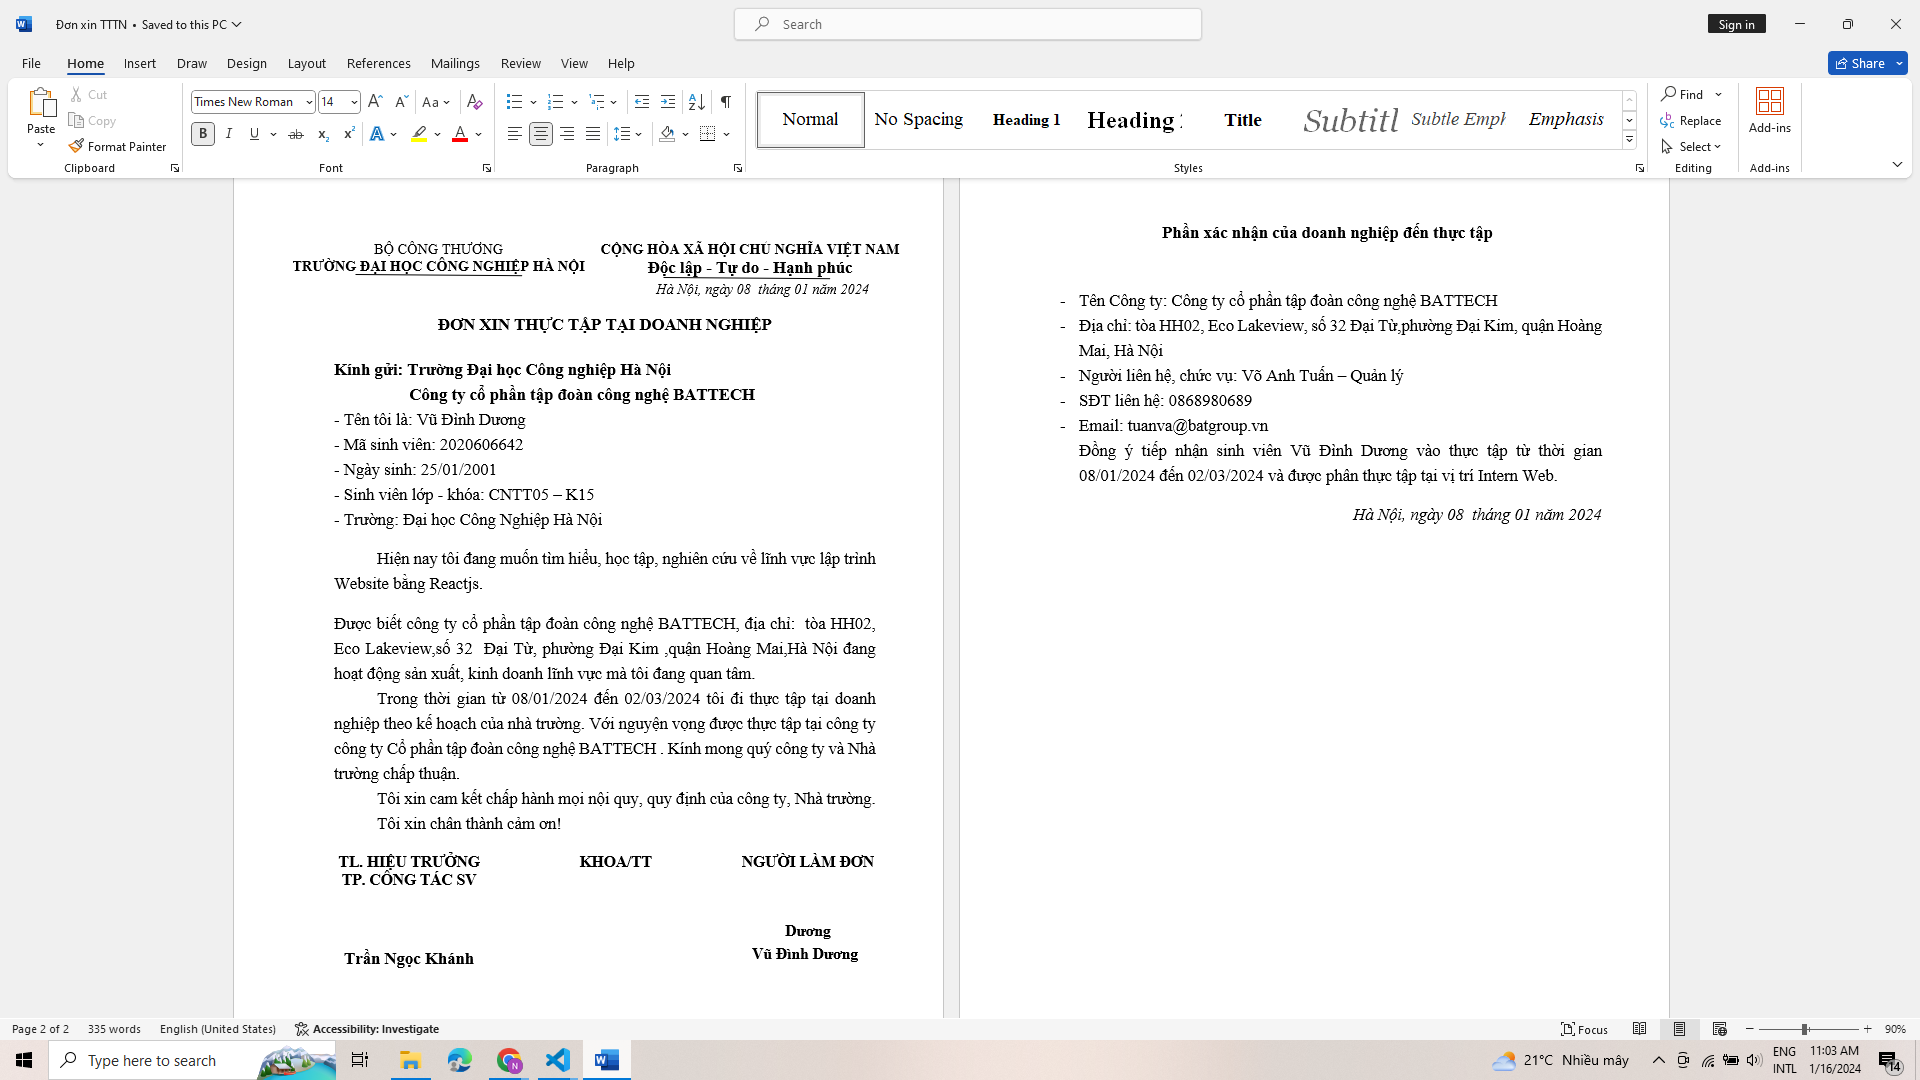 Đơn xin TTTN • Saved to this PC
Search
Sign in
File Home Insert Draw Design Layout References Mailings Review View Help
Share
Paste
Cut
Copy
Format Painter
Clipboard
Times New Roman 14
Font
Paragraph
Normal
No Spacing
Heading 1
Heading 2
Title
Subtitl
Subtle Emph
Emphasis
Styles
Find
Replace
Select
Editing
Add-ins
Add-ins
BỘ CÔNG THƯƠNG
TRƯỜNG ĐẠI HỌC CÔNG NGHIỆP HÀ NỘI
CỘNG HÒA XÃ HỘI CHỦ NGHĨA VIỆT NAM
Độc lập - Tự do - Hạnh phúc
Hà Nội, ngày 08 tháng 01 năm 2024
ĐƠN XIN THỰC TẬP TẠI DOANH NGHIỆP
Kính gửi: Trường Đại học Công nghiệp Hà Nội
Công ty cổ phần tập đoàn công nghệ BATTECH
- Tên tôi là: Vũ Đình Dương
- Mã sinh viên: 2020606642
- Ngày sinh: 25/01/2001
- Sinh viên lớp - khóa: CNTT05 – K15
- Trường: Đại học Công Nghiệp Hà Nội
Hiện nay tôi đang muốn tìm hiểu, học tập, nghiên cứu về lĩnh vực lập trình
Website bằng Reactjs.
Được biết công ty cổ phần tập đoàn công nghệ BATTECH, địa chỉ: tòa HH02,
Eco Lakeview,số 32 Đại Từ, phường Đại Kim ,quận Hoàng Mai,Hà Nội đang
hoạt động sản xuất, kinh doanh lĩnh vực mà tôi đang quan tâm.
Trong thời gian từ 08/01/2024 đến 02/03/2024 tôi đi thực tập tại doanh
nghiệp theo kế hoạch của nhà trường. Với nguyện vọng được thực tập tại công ty
công ty Cổ phần tập đoàn công nghệ BATTECH . Kính mong quý công ty và Nhà
trường chấp thuận.
Tôi xin cam kết chấp hành mọi nội quy, quy định của công ty, Nhà trường.
Tôi xin chân thành cảm ơn!
TL. HIỆU TRƯỞNG KHOA/TT NGƯỜI LÀM ĐƠN
TP. CÔNG TÁC SV
Dương
Trần Ngọc Khánh
Vũ Đình Dương
Phần xác nhận của doanh nghiệp đến thực tập
- Tên Công ty: Công ty cổ phần tập đoàn công nghệ BATTECH
- Địa chỉ: tòa HH02, Eco Lakeview, số 32 Đại Từ,phường Đại Kim, quận Hoàng
Mai, Hà Nội
- Người liên hệ, chức vụ: Võ Anh Tuấn – Quản lý
- SĐT liên hệ: 0868980689
- Email: tuanva@batgroup.vn
Đồng ý tiếp nhận sinh viên Vũ Đình Dương vào thực tập từ thời gian
08/01/2024 đến 02/03/2024 và được phân thực tập tại vị trí Intern Web.
Hà Nội, ngày 08 tháng 01 năm 2024
Page 2 of 2 335 words English (United States) Accessibility: Investigate
Focus
90%
Type here to search
21°C Nhiều mây
ENG
INTL
11:03 AM
1/16/2024
14